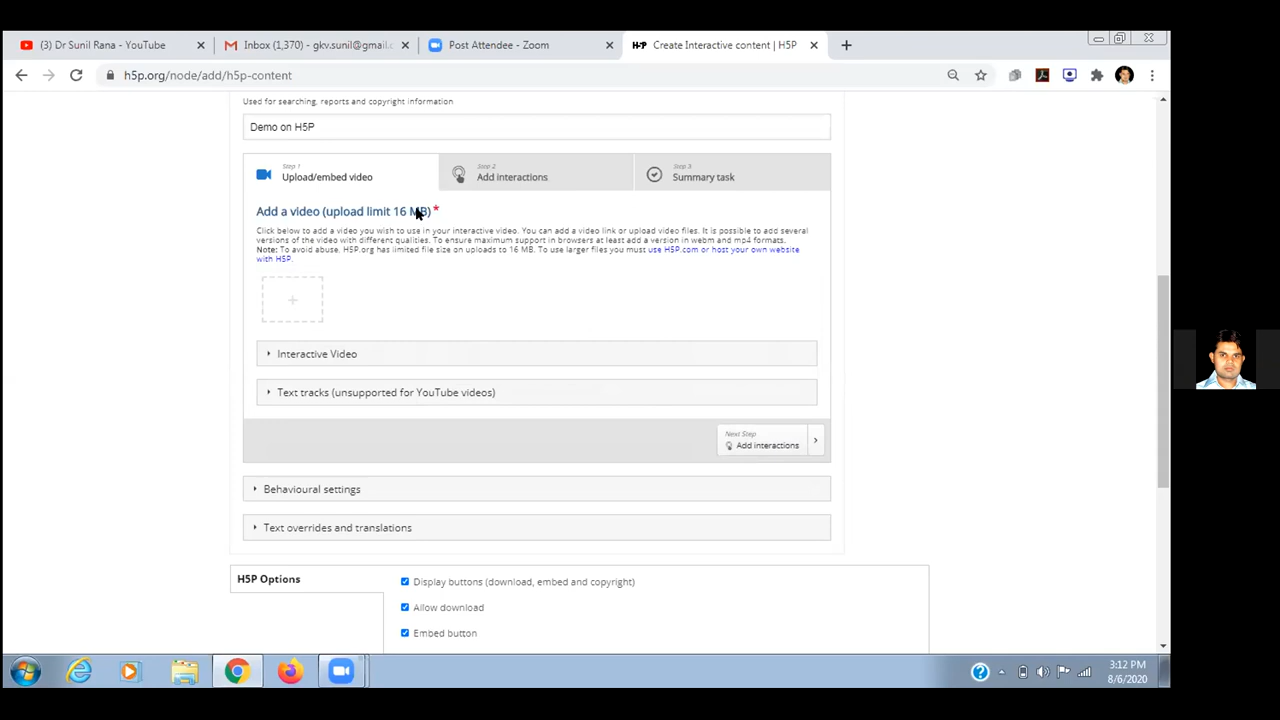 (3) Dr Sunil Rana - YouTube
Inbox (1,370) - gkv.sunil@gmail.c
Post Attendee - Zoom
H-P Create Interactive content | H5P
h5p.org/node/add/h5p-content
Used for searching, reports and copyright information
Demo on H5P
Step 1
Upload/embed video
Step 2
Add interactions
Step 3
Summary task
Add a video (upload limit 16 MB) *
Click below to add a video you wish to use in your interactive video. You can add a video link or upload video files. It is possible to add several
versions of the video with different qualities. To ensure maximum support in browsers at least add a version in webm and mp4 formats.
Note: To avoid abuse, H5P.org has limited file size on uploads to 16 MB. To use larger files you must use H5P.com or host your own website
with H5P.
Interactive Video
Text tracks (unsupported for YouTube videos)
Next Step
Add interactions
Behavioural settings
Text overrides and translations
H5P Options
Display buttons (download, embed and copyright)
Allow download
Embed button
3:12 PM
8/6/2020